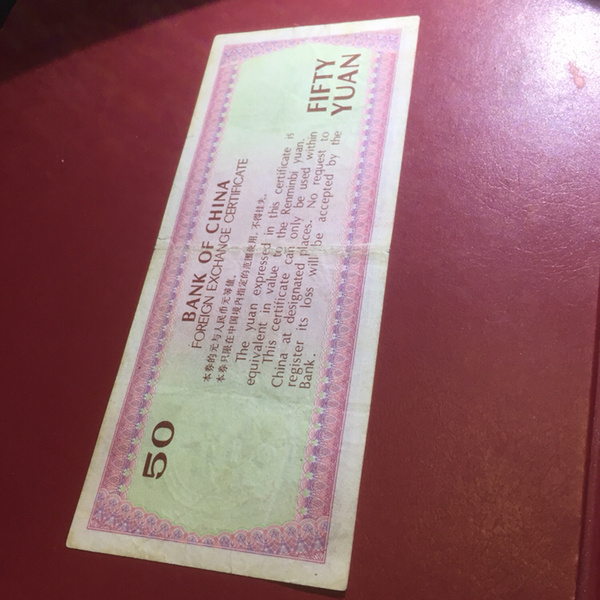 BANK OF CHINA
FOREIGN EXCHANGE CERTIFICATE
本券的元与人民币元等值。
本券只限在中国境内指定的范围使用,不得挂失。
The yuan expressed in this certificate is
equivalent in value to the Renminbi yuan.
This certificate can only be used within
China at designated places. No request to
register its loss will be accepted by the
Bank.
50
FIFTY
YUAN